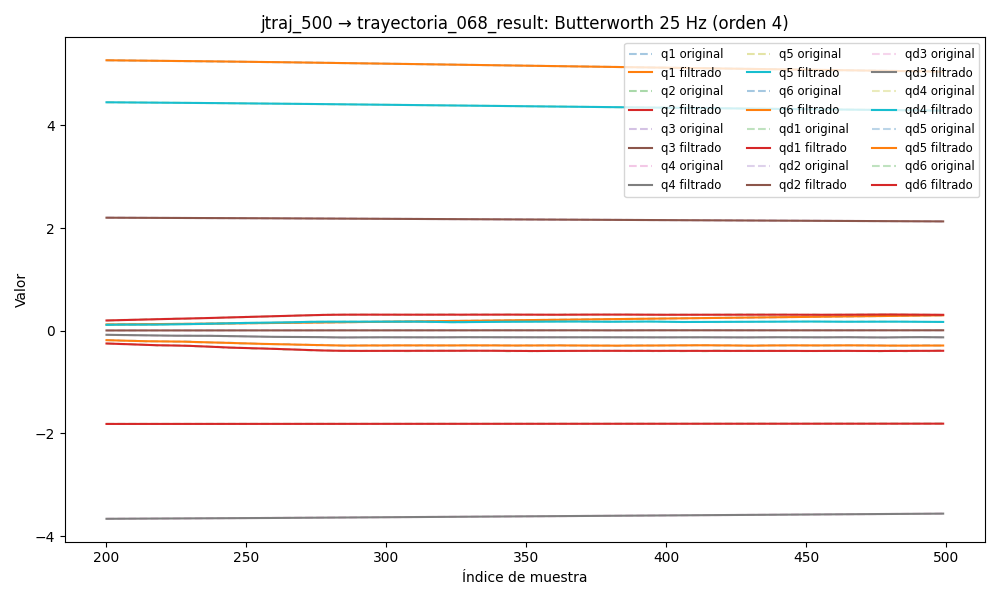 jtraj_500 → trayectoria_068_result: Butterworth 25 Hz (orden 4)
Valor
4
2
0
−2
−4
200
250
300
350
400
450
500
Índice de muestra
q1 original
q1 filtrado
q2 original
q2 filtrado
q3 original
q3 filtrado
q4 original
q4 filtrado
q5 original
q5 filtrado
q6 original
q6 filtrado
qd1 original
qd1 filtrado
qd2 original
qd2 filtrado
qd3 original
qd3 filtrado
qd4 original
qd4 filtrado
qd5 original
qd5 filtrado
qd6 original
qd6 filtrado